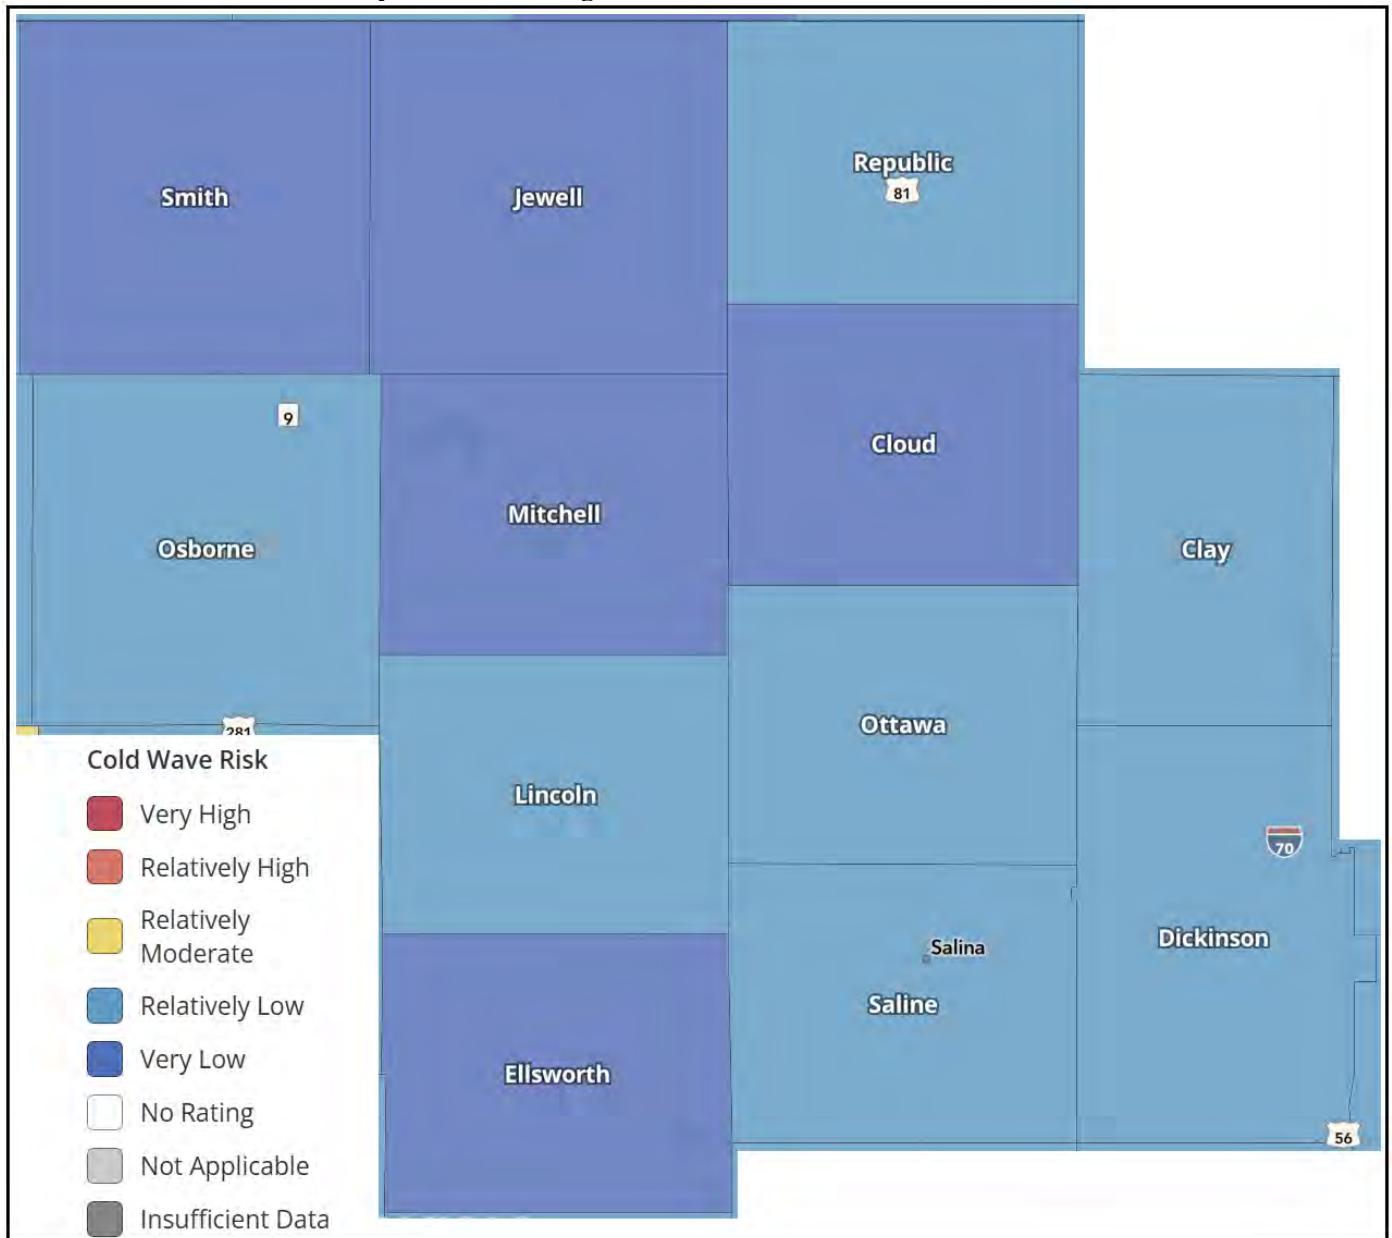 Republic
81
Smith
Jewell
9
Cloud
Mitchell
Osborne
Clay
281
Ottawa
Lincoln
70
Dickinson
Salina
Saline
Ellsworth
56
Cold Wave Risk
Very High
Relatively High
Relatively
Moderate
Relatively Low
Very Low
No Rating
Not Applicable
Insufficient Data